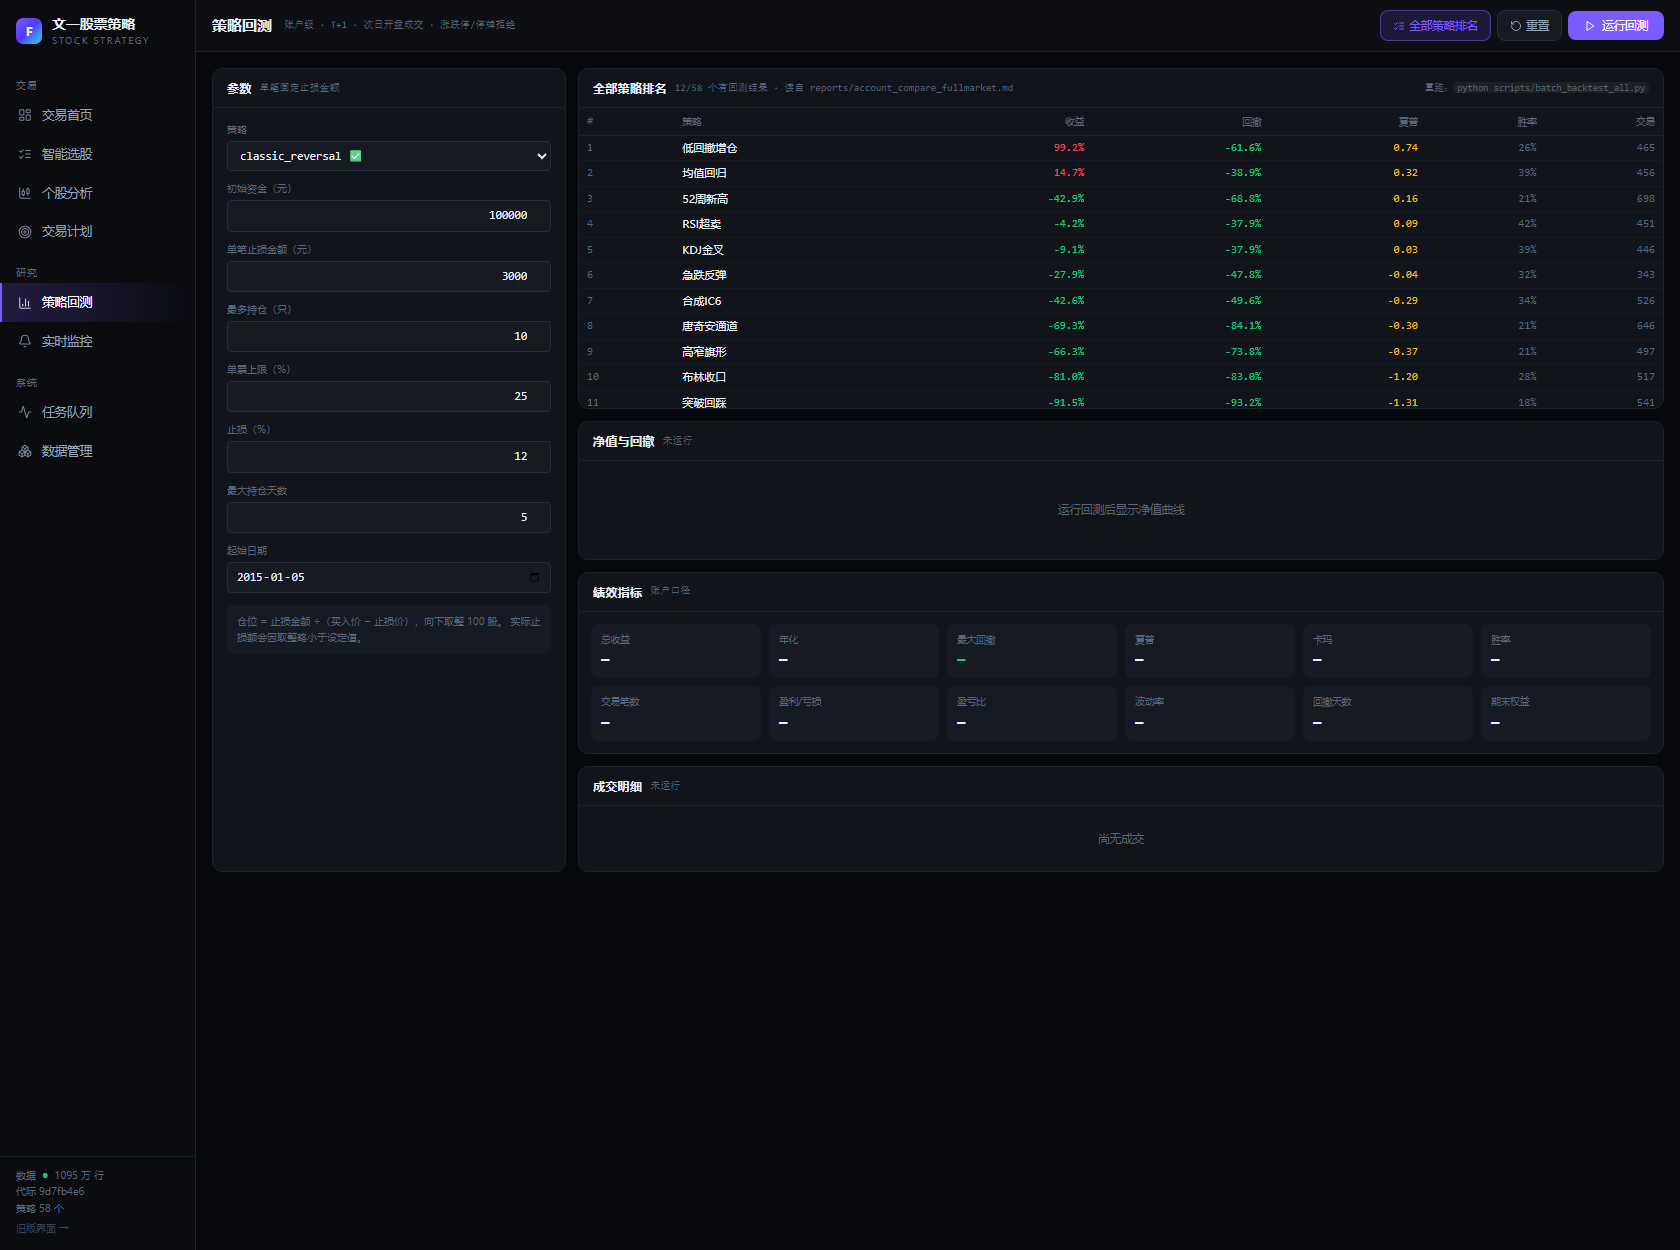 F
文一股票策略
STOCK STRATEGY
交易
交易首页
智能选股
个股分析
交易计划
研究
策略回测
实时监控
系统
任务队列
数据管理
数据 ● 1095 万 行
代际 9d7fb4e6
策略 58 个
旧版界面 →
策略回测 账户级 · T+1 · 次日开盘成交 · 涨跌停/停牌拒绝
全部策略排名
重置
运行回测
参数 单笔固定止损金额
策略
classic_reversal ✅
初始资金（元）
100000
单笔止损金额（元）
3000
最多持仓（只）
10
单票上限（%）
25
止损（%）
12
最大持仓天数
5
起始日期
2015-01-05
仓位 = 止损金额 ÷（买入价 − 止损价），向下取整 100 股。 实际止
损额会因取整略小于设定值。
全部策略排名 12/58 个有回测结果 · 读自 reports/account_compare_fullmarket.md
重跑: python scripts/batch_backtest_all.py
# 策略 收益 回撤 夏普 胜率 交易
1 低回撤增仓 99.2% -61.6% 0.74 26% 465
2 均值回归 14.7% -38.9% 0.32 39% 456
3 52周新高 -42.9% -68.8% 0.16 21% 698
4 RSI超卖 -4.2% -37.9% 0.09 42% 451
5 KDJ金叉 -9.1% -37.9% 0.03 39% 446
6 急跌反弹 -27.9% -47.8% -0.04 32% 343
7 合成IC6 -42.6% -49.6% -0.29 34% 526
8 唐奇安通道 -69.3% -84.1% -0.30 21% 646
9 高窄旗形 -66.3% -73.8% -0.37 21% 497
10 布林收口 -81.0% -83.0% -1.20 28% 517
11 突破回踩 -91.5% -93.2% -1.31 18% 541
净值与回撤 未运行
运行回测后显示净值曲线
绩效指标 账户口径
总收益 年化 最大回撤 夏普 卡玛 胜率
— — — — — —
交易笔数 盈利/亏损 盈亏比 波动率 回撤天数 期末权益
— — — — — —
成交明细 未运行
尚无成交